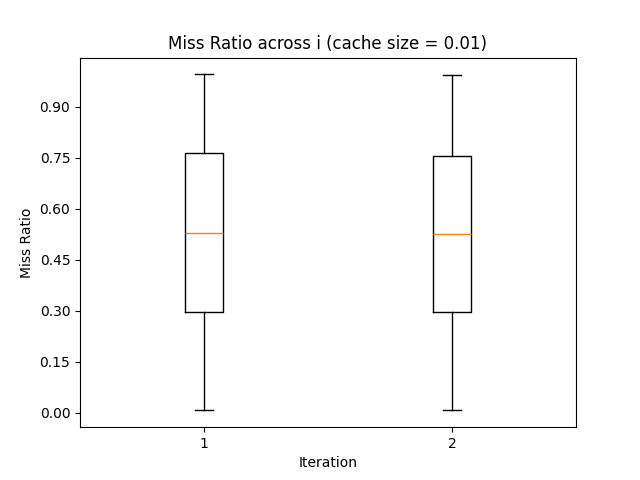 Miss Ratio across i (cache size = 0.01)
Miss Ratio
0.90
0.75
0.60
0.45
0.30
0.15
0.00
1 2
Iteration